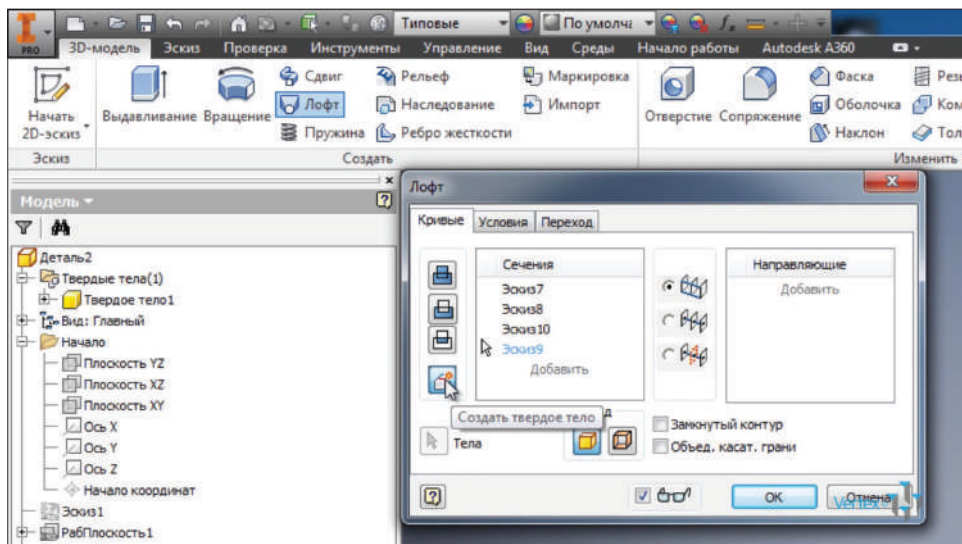 Типовые По умолча fx
PRO 3D-модель Эскиз Проверка Инструменты Управление Вид Среды Начало работы Autodesk A360
Начать 2D-эскиз
Выдавливание
Вращение
Сдвиг
Лофт
Пружина
Рельеф
Наследование
Ребро жесткости
Маркировка
Импорт
Отверстие
Сопряжение
Фаска
Оболочка
Наклон
Эскиз
Создать
Изменить
Модель
Деталь2
Твердые тела(1)
Твердое тело1
Вид: Главный
Начало
Плоскость YZ
Плоскость XZ
Плоскость XY
Ось X
Ось Y
Ось Z
Начало координат
Эскиз1
РабПлоскость1
Лофт
Кривые Условия Переход
Сечения
Эскиз7
Эскиз8
Эскиз10
Эскиз9
Добавить
Направляющие
Добавить
Создать твердое тело
Тела
Замкнутый контур
Объед. касат. грани
OK
Отмена